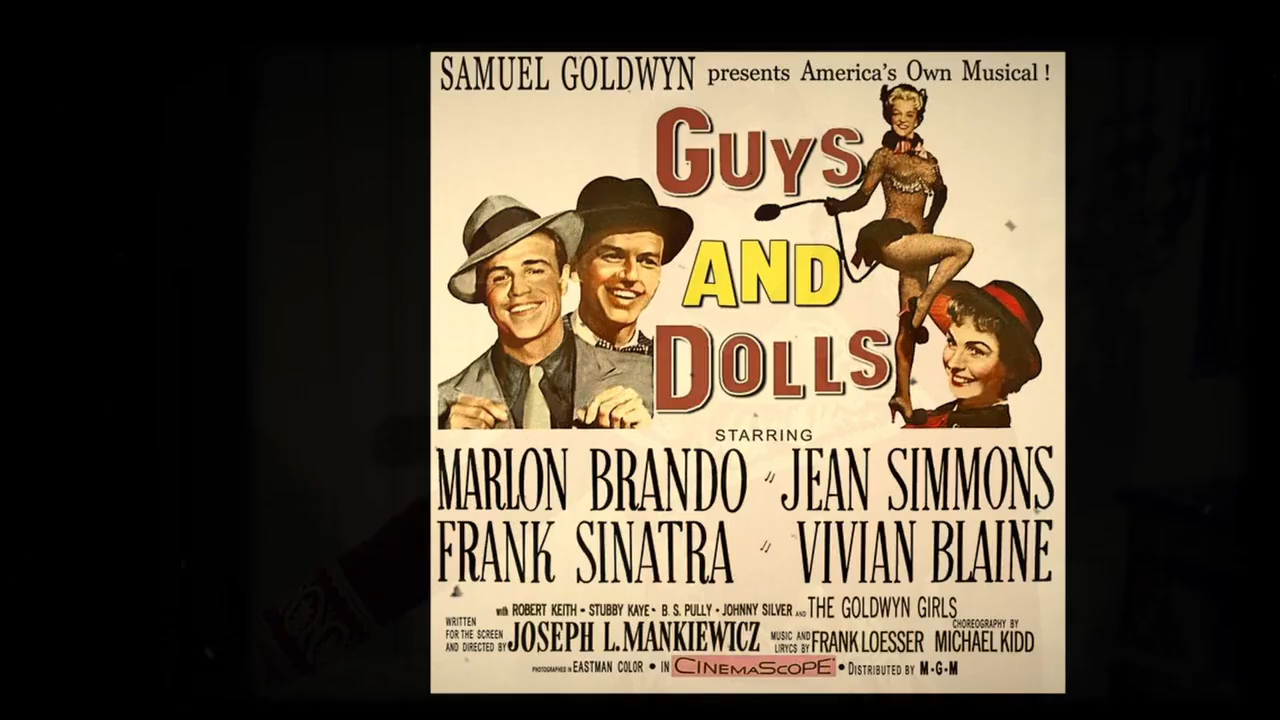 SAMUEL GOLDWYN presents America's Own Musical !
GUYS
AND
DOLLS
STARRING
MARLON BRANDO JEAN SIMMONS
FRANK SINATRA VIVIAN BLAINE
with ROBERT KEITH • STUBBY KAYE • B. S. PULLY • JOHNNY SILVER AND THE GOLDWYN GIRLS
WRITTEN FOR THE SCREEN AND DIRECTED BY JOSEPH L. MANKIEWICZ MUSIC AND LIRYCS BY FRANK LOESSER CHOREOGRAPHY BY MICHAEL KIDD
PHOTOGRAPHED IN EASTMAN COLOR • IN CINEMASCOPE • DISTRIBUTED BY M•G•M